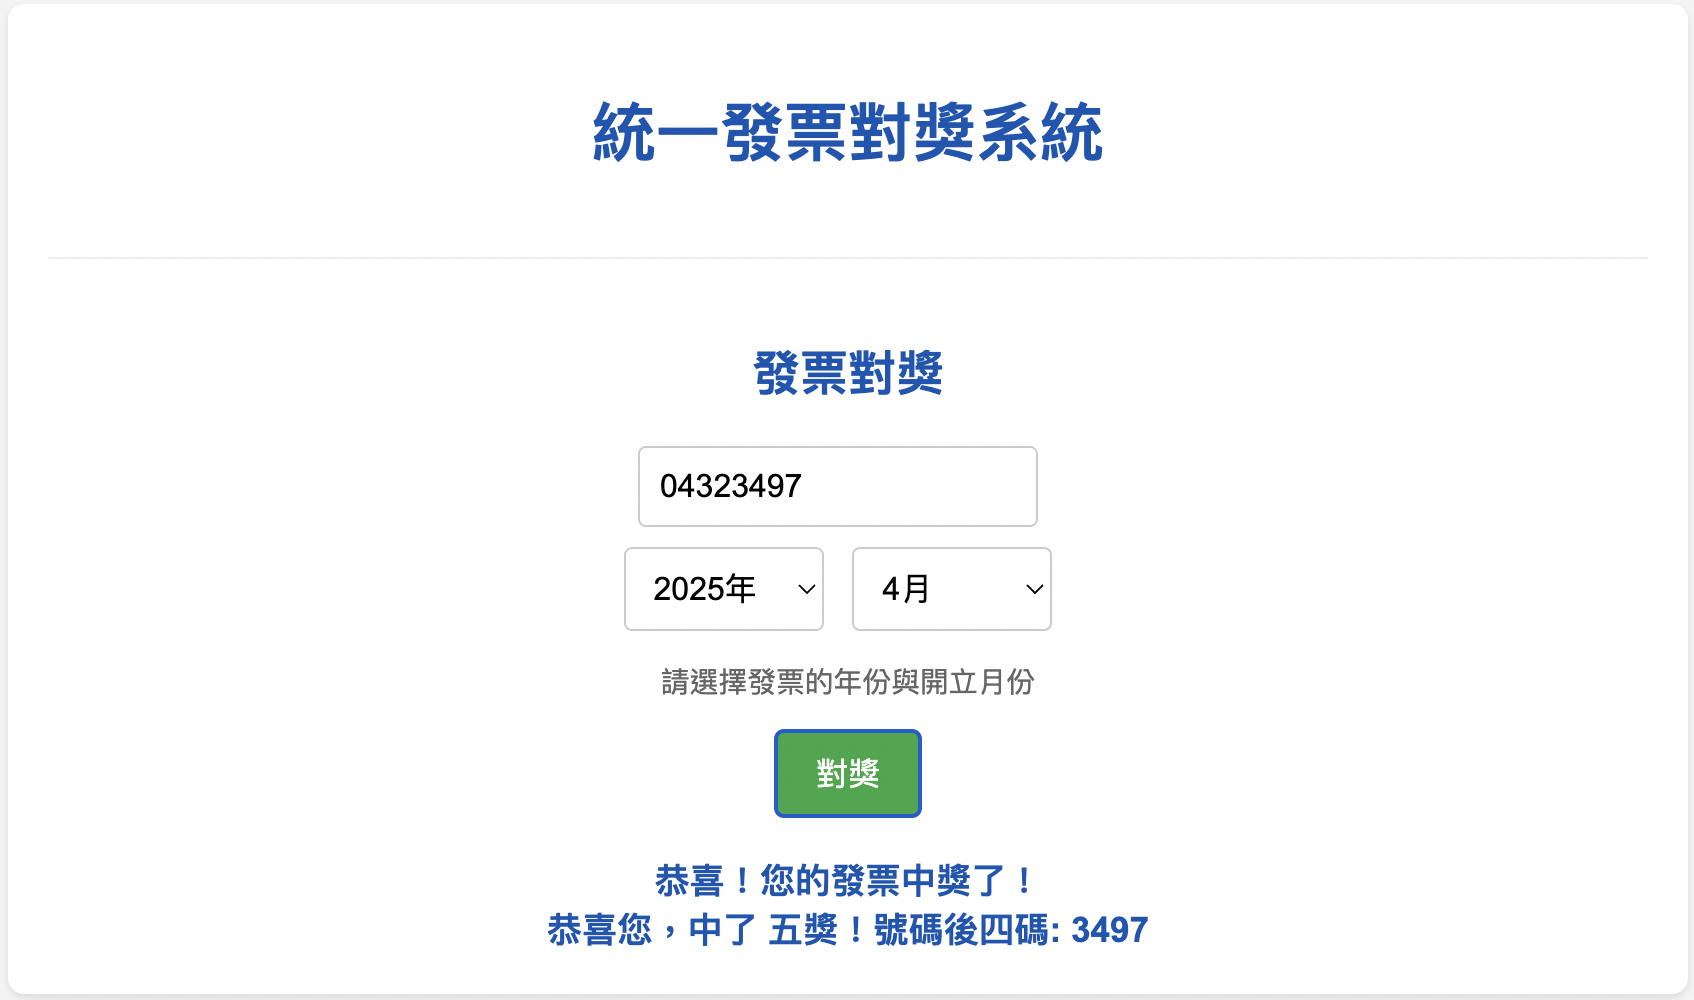 統一發票對獎系統
發票對獎
04323497
2025年 4月
請選擇發票的年份與開立月份
對獎
恭喜！您的發票中獎了！
恭喜您，中了 五獎！號碼後四碼: 3497